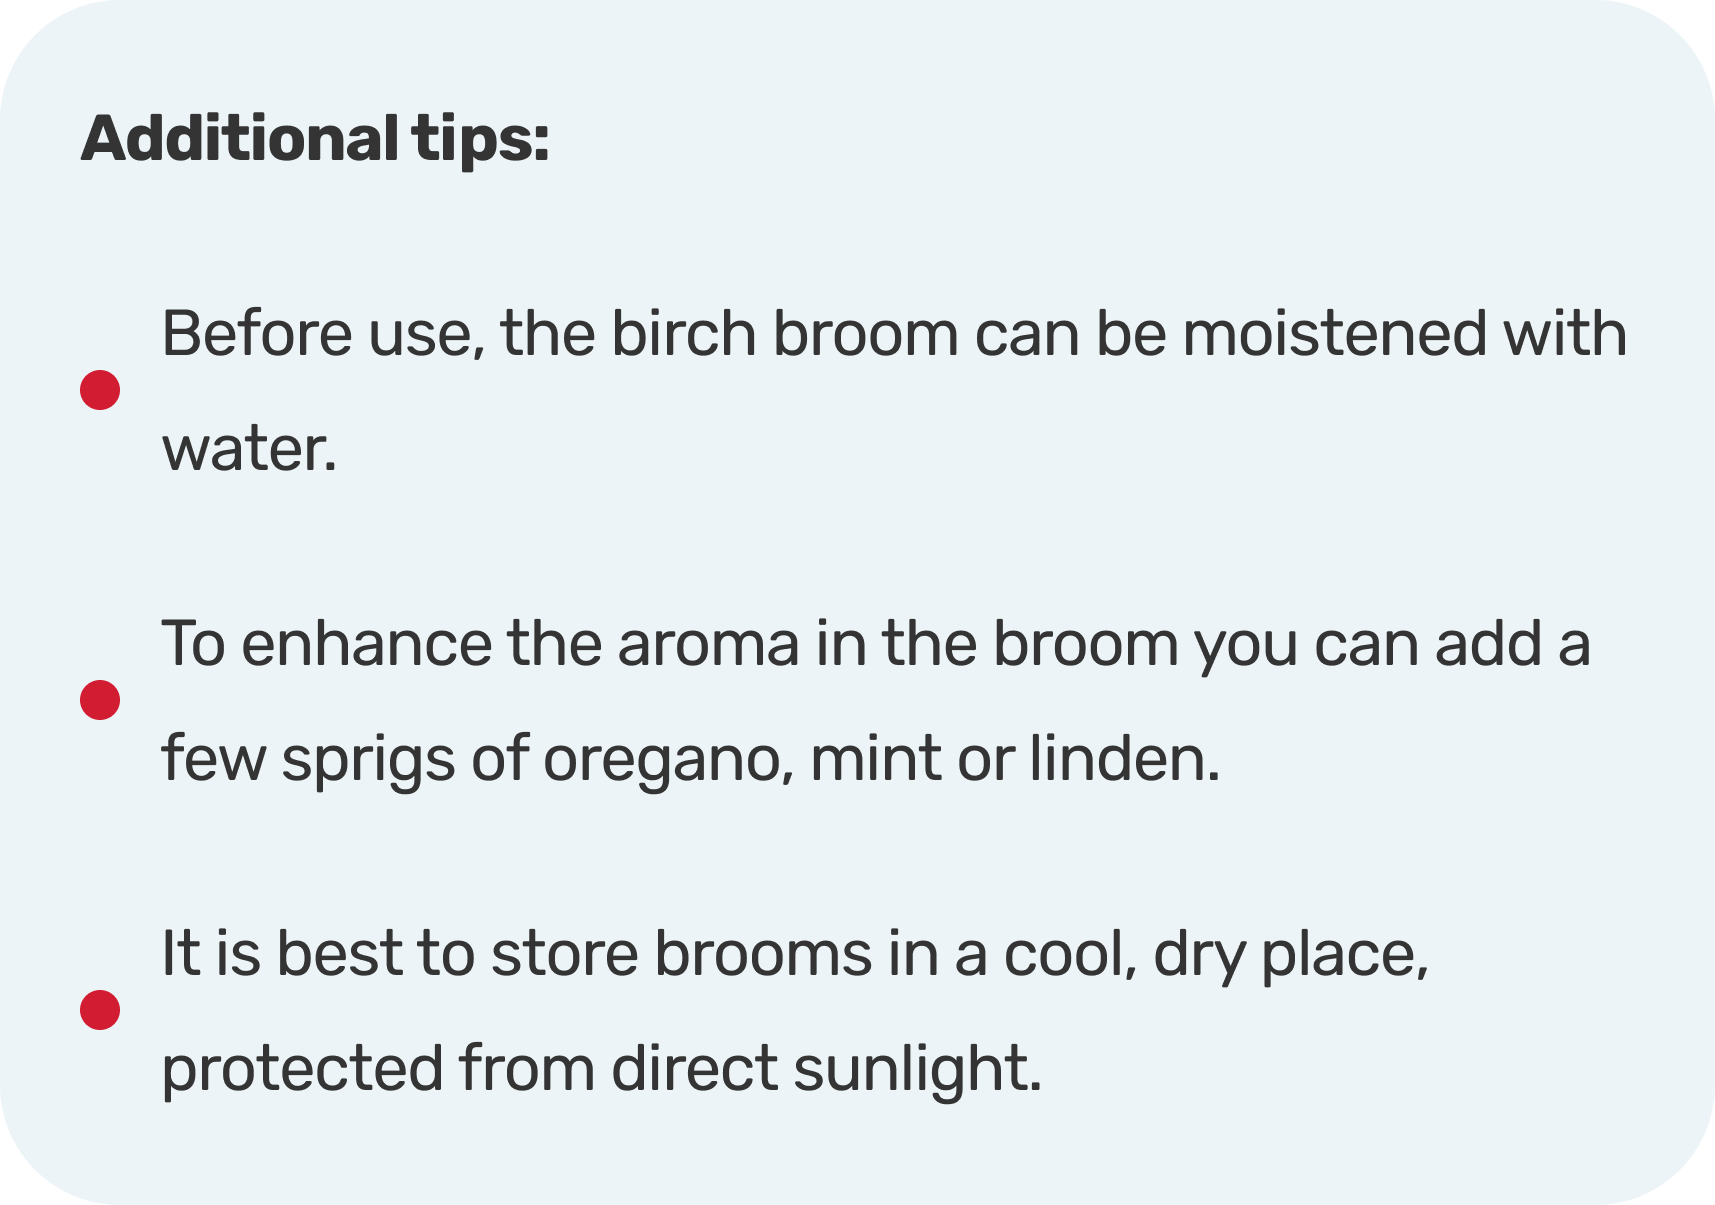 Additional tips:
Before use, the birch broom can be moistened with
water.
To enhance the aroma in the broom you can add a
few sprigs of oregano, mint or linden.
It is best to store brooms in a cool, dry place,
protected from direct sunlight.